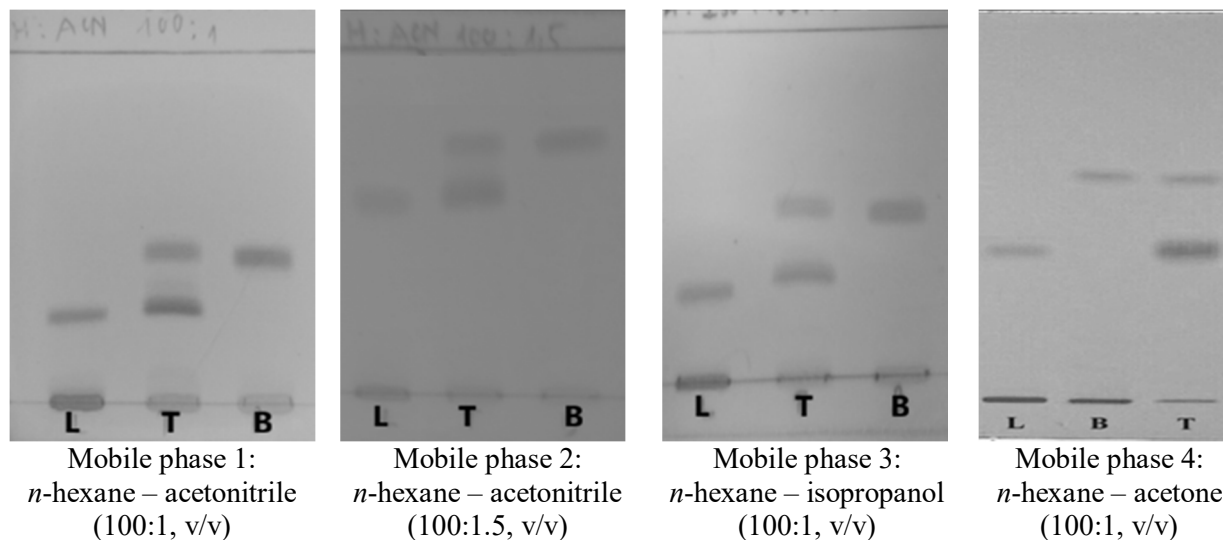 H: ACN 100:1
H: ACN 100:1.5
L T B
L T B
L T B
L B T
Mobile phase 1:
n-hexane – acetonitrile
(100:1, v/v)
Mobile phase 2:
n-hexane – acetonitrile
(100:1.5, v/v)
Mobile phase 3:
n-hexane – isopropanol
(100:1, v/v)
Mobile phase 4:
n-hexane – acetone
(100:1, v/v)